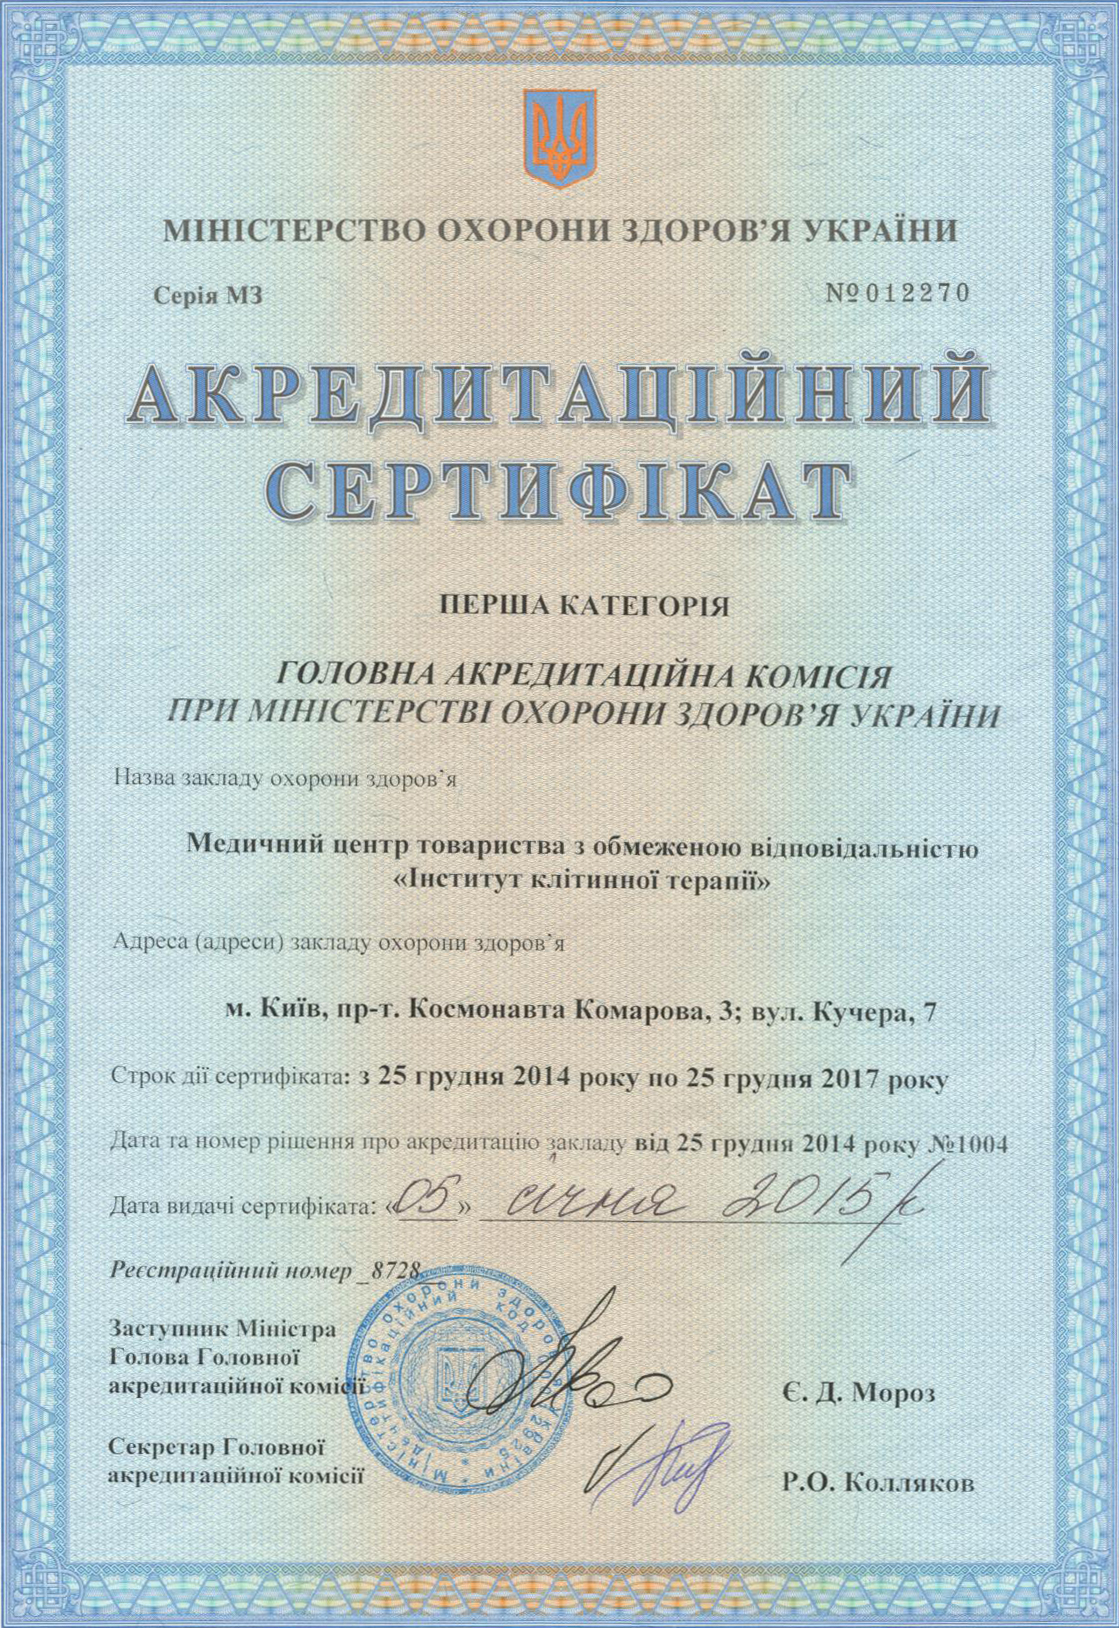 МІНІСТЕРСТВО ОХОРОНИ ЗДОРОВ’Я УКРАЇНИ
Серія МЗ
№012270
АКРЕДИТАЦІЙНИЙ
СЕРТИФІКАТ
ПЕРША КАТЕГОРІЯ
ГОЛОВНА АКРЕДИТАЦІЙНА КОМІСІЯ
ПРИ МІНІСТЕРСТВІ ОХОРОНИ ЗДОРОВ’Я УКРАЇНИ
Назва закладу охорони здоров’я
Медичний центр товариства з обмеженою відповідальністю
«Інститут клітинної терапії»
Адреса (адреси) закладу охорони здоров’я
м. Київ, пр-т. Космонавта Комарова, 3; вул. Кучера, 7
Строк дії сертифіката: з 25 грудня 2014 року по 25 грудня 2017 року
Дата та номер рішення про акредитацію закладу від 25 грудня 2014 року №1004
Дата видачі сертифіката: «05» січня 2015р
Реєстраційний номер _8728_
Заступник Міністра
Голова Головної
акредитаційної комісії
Є. Д. Мороз
Секретар Головної
акредитаційної комісії
Р.О. Колляков
Міністерство охорони здоров’я України
Ідентифікаційний код